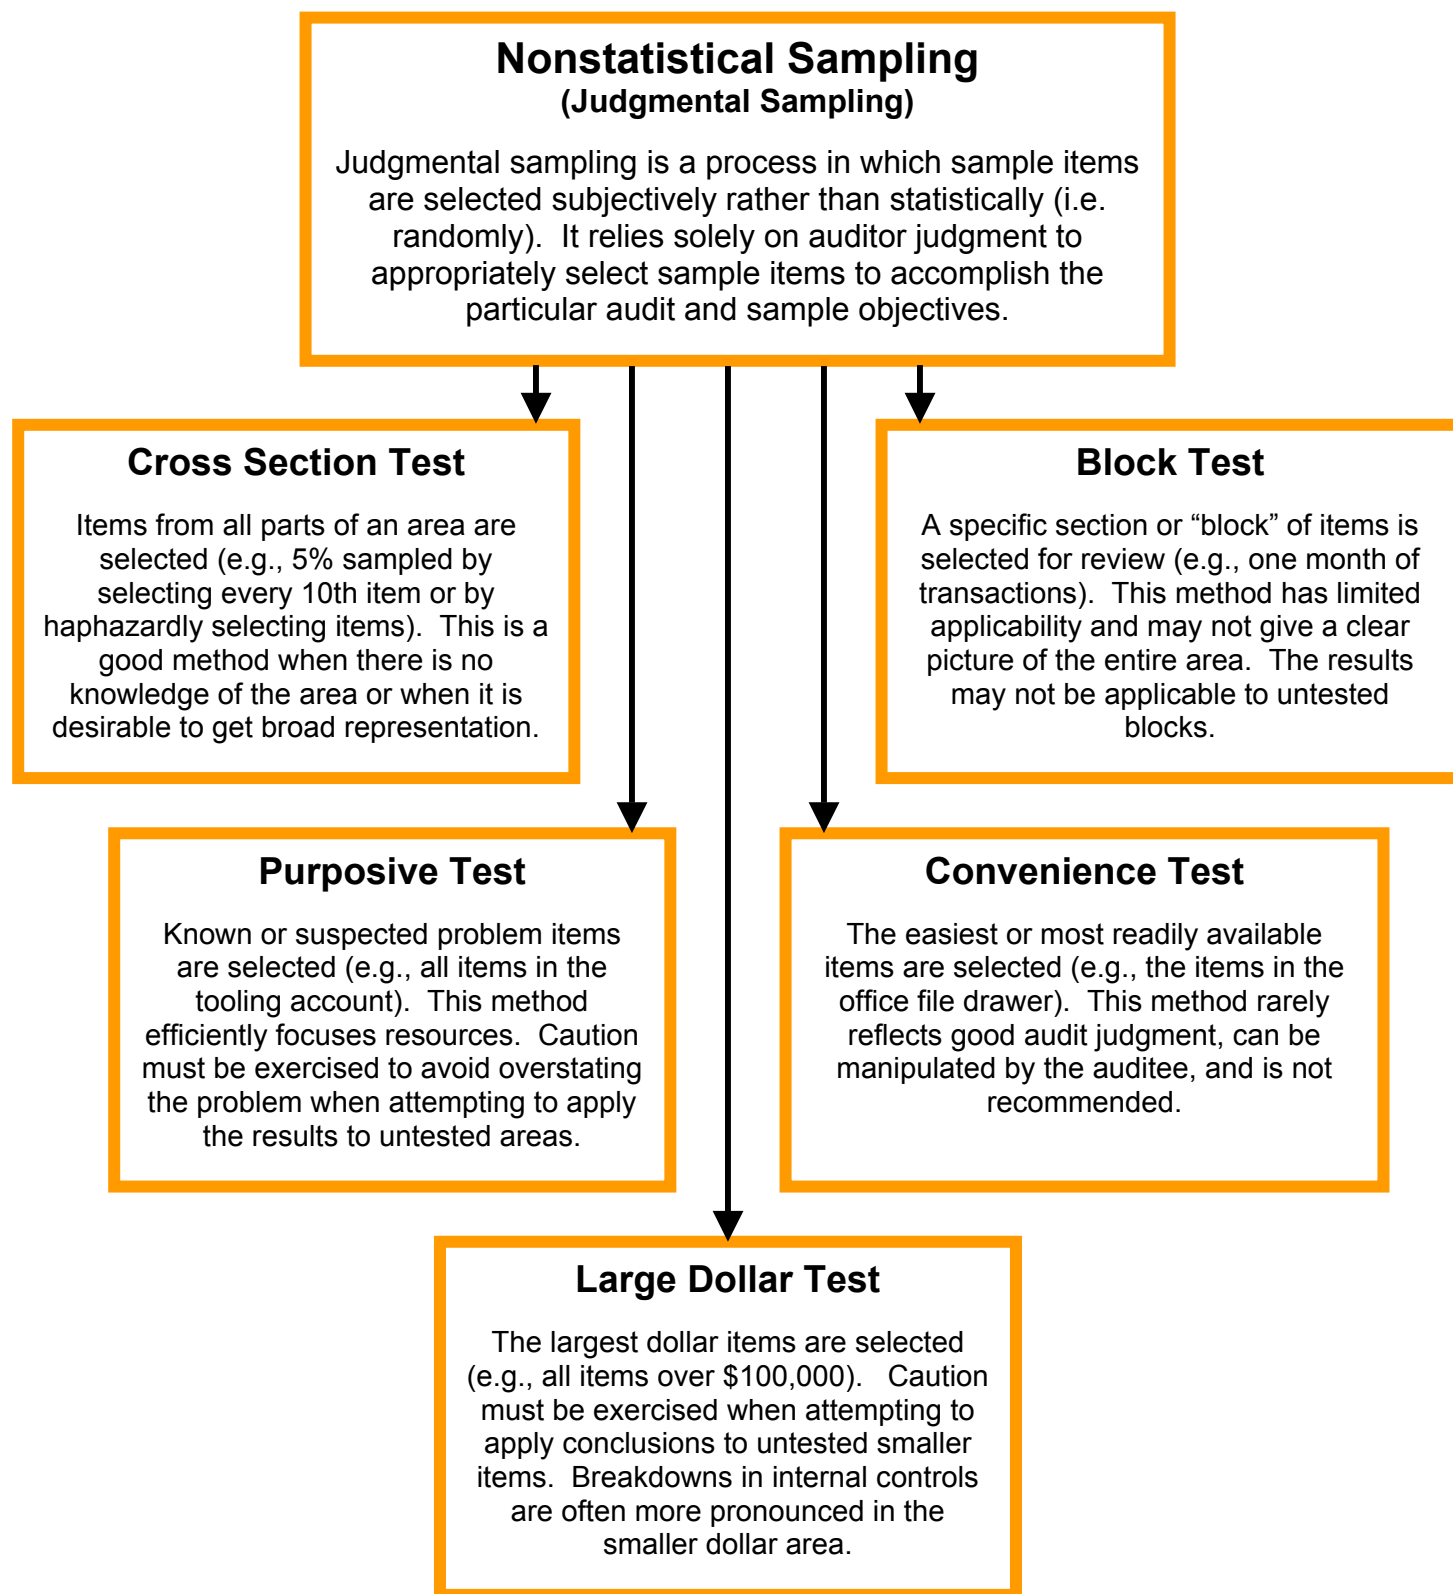 Nonstatistical Sampling
(Judgmental Sampling)
Judgmental sampling is a process in which sample items
are selected subjectively rather than statistically (i.e.
randomly).  It relies solely on auditor judgment to
appropriately select sample items to accomplish the
particular audit and sample objectives.
Cross Section Test
Items from all parts of an area are
selected (e.g., 5% sampled by
selecting every 10th item or by
haphazardly selecting items).  This is a
good method when there is no
knowledge of the area or when it is
desirable to get broad representation.
Block Test
A specific section or “block” of items is
selected for review (e.g., one month of
transactions).  This method has limited
applicability and may not give a clear
picture of the entire area.  The results
may not be applicable to untested
blocks.
Purposive Test
Known or suspected problem items
are selected (e.g., all items in the
tooling account).  This method
efficiently focuses resources.  Caution
must be exercised to avoid overstating
the problem when attempting to apply
the results to untested areas.
Convenience Test
The easiest or most readily available
items are selected (e.g., the items in the
office file drawer).  This method rarely
reflects good audit judgment, can be
manipulated by the auditee, and is not
recommended.
Large Dollar Test
The largest dollar items are selected
(e.g., all items over $100,000).   Caution
must be exercised when attempting to
apply conclusions to untested smaller
items.  Breakdowns in internal controls
are often more pronounced in the
smaller dollar area.